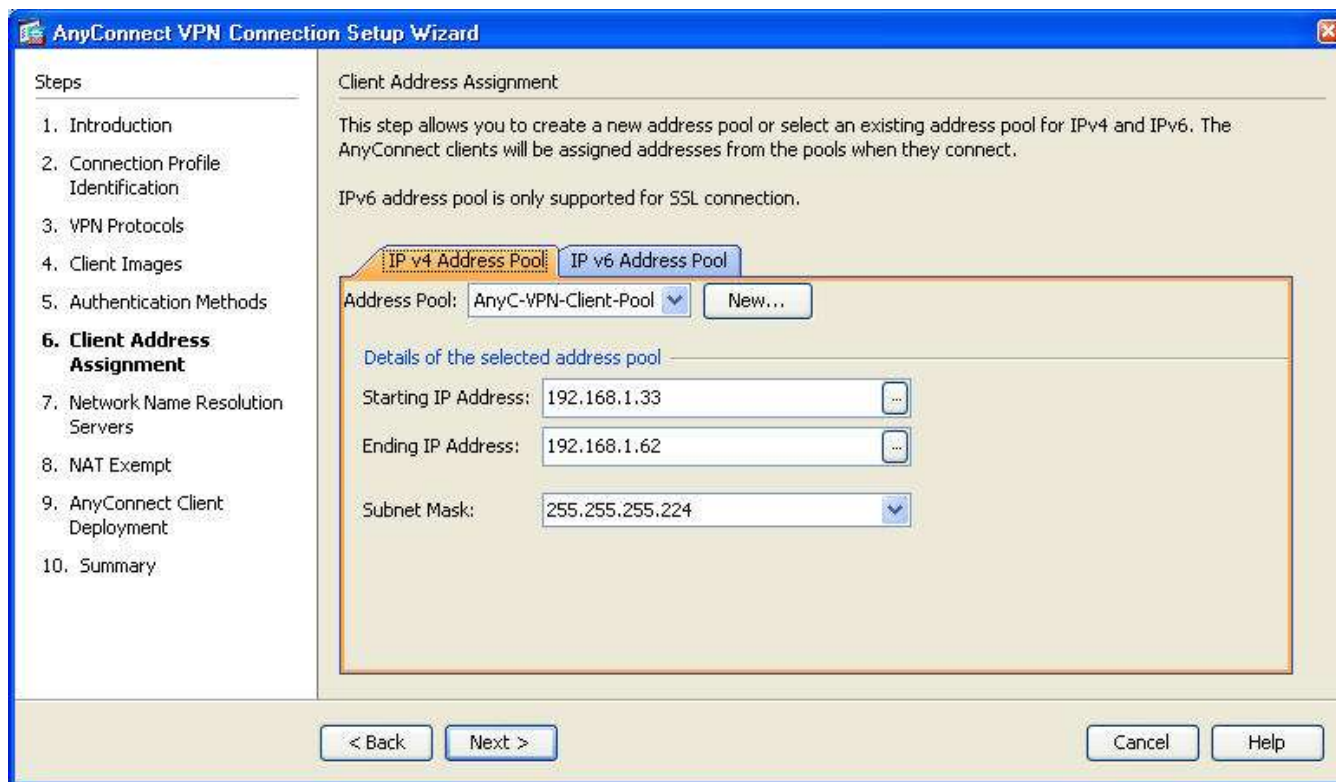 AnyConnect VPN Connection Setup Wizard
Steps
1. Introduction
2. Connection Profile
Identification
3. VPN Protocols
4. Client Images
5. Authentication Methods
6. Client Address
Assignment
7. Network Name Resolution
Servers
8. NAT Exempt
9. AnyConnect Client
Deployment
10. Summary
Client Address Assignment
This step allows you to create a new address pool or select an existing address pool for IPv4 and IPv6. The
AnyConnect clients will be assigned addresses from the pools when they connect.
IPv6 address pool is only supported for SSL connection.
IP v4 Address Pool IP v6 Address Pool
Address Pool: AnyC-VPN-Client-Pool New...
Details of the selected address pool
Starting IP Address: 192.168.1.33 ...
Ending IP Address: 192.168.1.62 ...
Subnet Mask: 255.255.255.224
< Back Next > Cancel Help